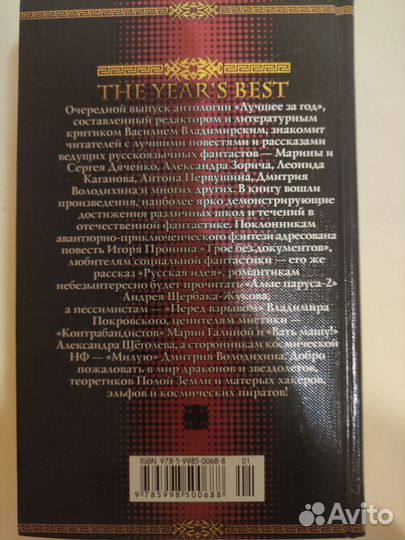 THE YEAR'S BEST
Очередной выпуск антологии «Лучшее за год»,
составленный редактором и литературным
критиком Василием Владимирским, знакомит
читателей с лучшими повестями и рассказами
ведущих русскоязычных фантастов — Марины и
Сергея Дяченко, Александра Зорича, Леонида
Каганова, Антона Первушина, Дмитрия
Володихина и многих других. В книгу вошли
произведения, наиболее ярко демонстрирующие
достижения различных школ и течений в
отечественной фантастике. Поклонникам
авантюрно-приключенческого фэнтези адресована
повесть Игоря Пронина «Трое без документов»,
любителям социальной фантастики — его же
рассказ «Русская идея», романтикам
небезынтересно будет прочитать «Алые паруса-2»
Андрея Щербака-Жукова,
а пессимистам — «Перед взрывом» Владимира
Покровского, ценителям мистики —
«Контрабандистов» Марии Галиной и «Вать машу!»
Александра Щёголева, а сторонникам космической
НФ — «Милую» Дмитрия Володихина. Добро
пожаловать в мир драконов и звездолетов,
теоретиков Полой Земли и матерых хакеров,
эльфов и космических пиратов!
ISBN 978-5-9985-0068-8 01
9 785998 500688
Avito